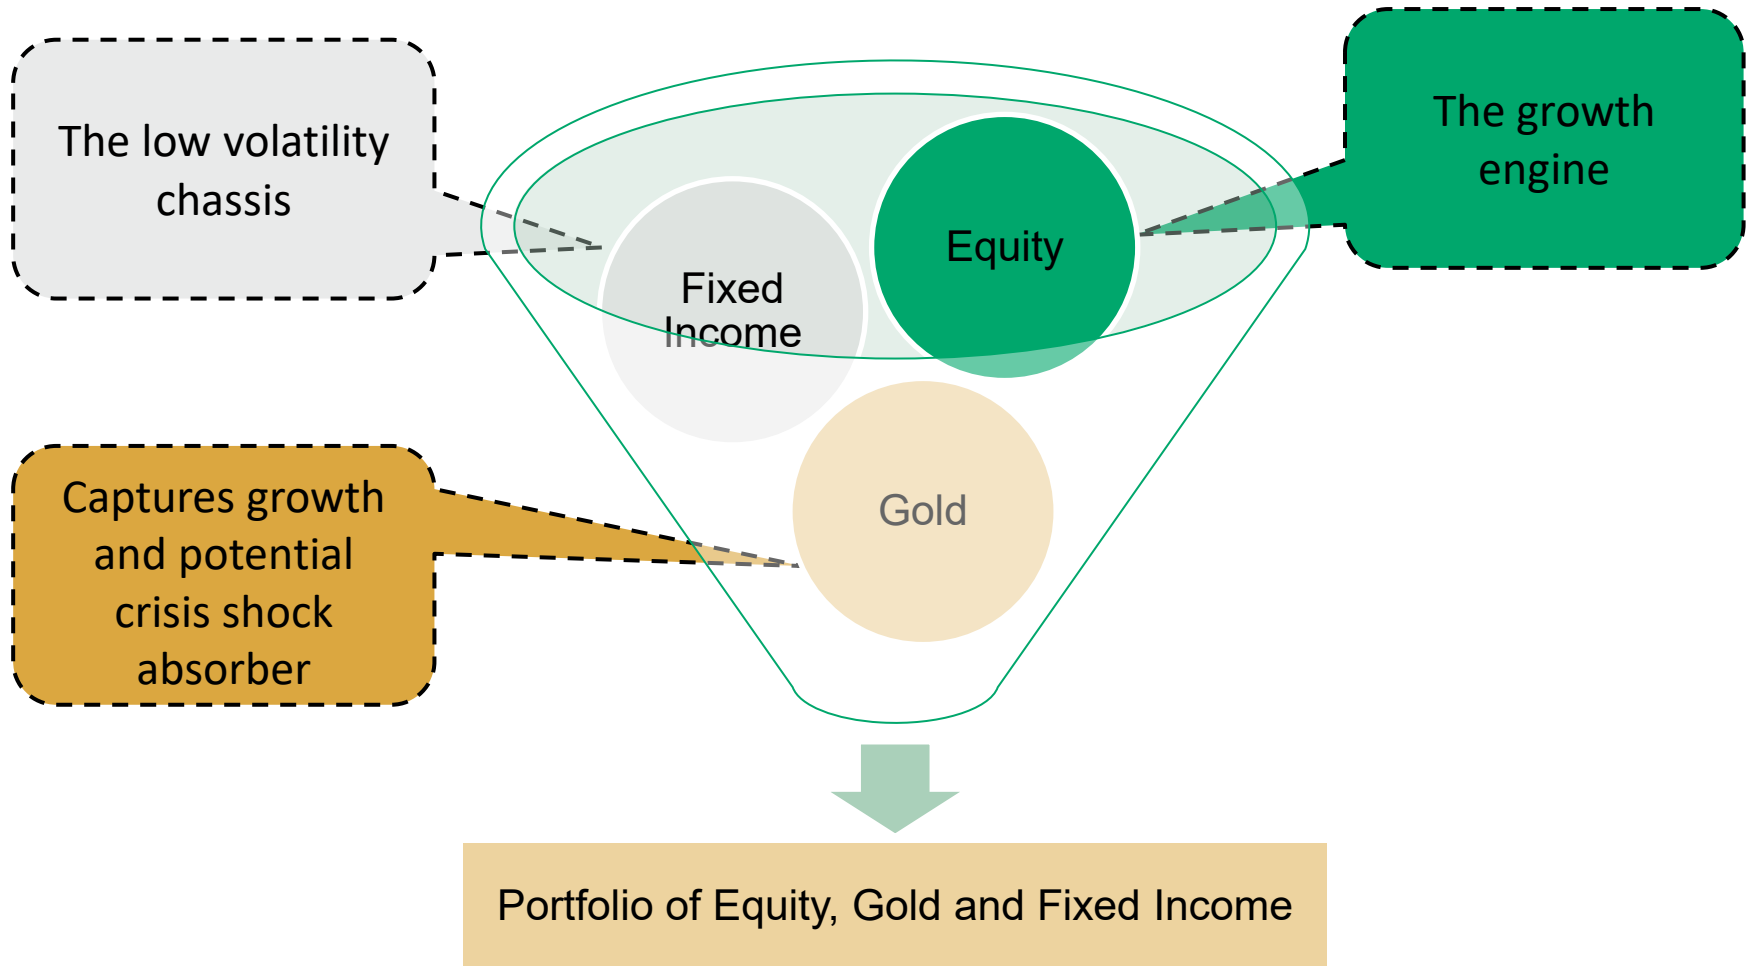 The low volatility
chassis
The growth
engine
Equity
Fixed
Income
Captures growth
and potential
crisis shock
absorber
Gold
Portfolio of Equity, Gold and Fixed Income